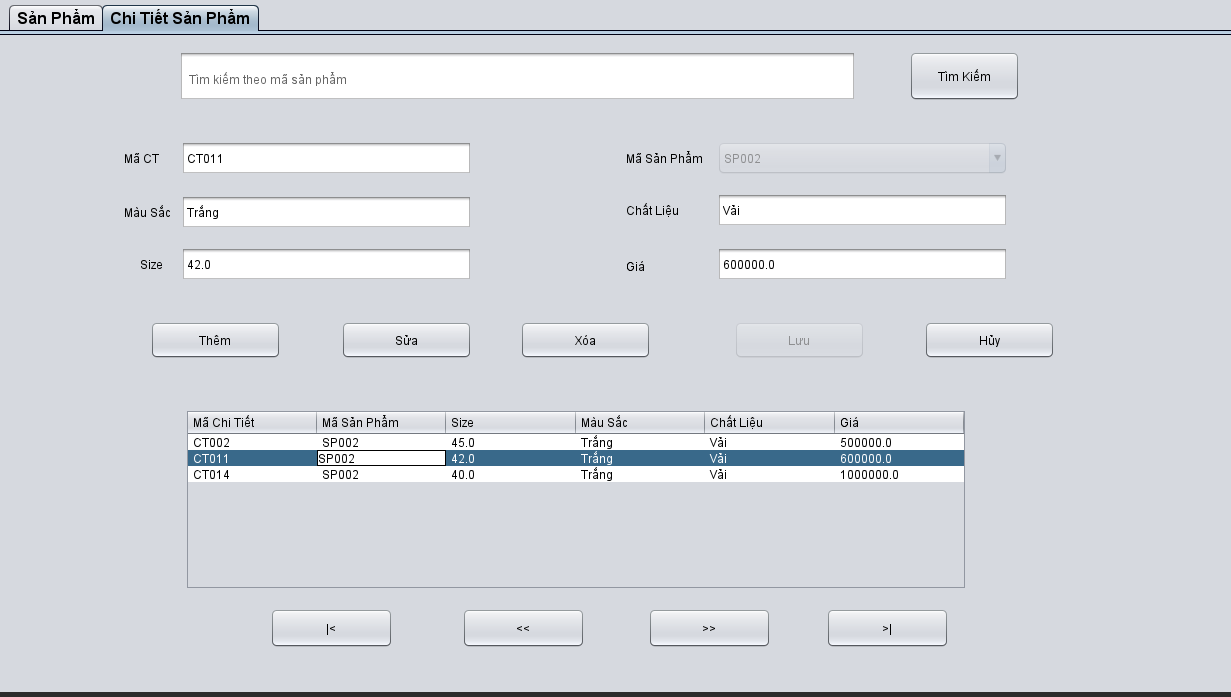 Sản Phẩm Chi Tiết Sản Phẩm
Tìm kiếm theo mã sản phẩm Tìm Kiếm
Mã CT CT011 Mã Sản Phẩm SP002
Màu Sắc Trắng Chất Liệu Vải
Size 42.0 Giá 600000.0
Thêm Sửa Xóa Lưu Hủy
Mã Chi Tiết Mã Sản Phẩm Size Màu Sắc Chất Liệu Giá
CT002 SP002 45.0 Trắng Vải 500000.0
CT011 SP002 42.0 Trắng Vải 600000.0
CT014 SP002 40.0 Trắng Vải 1000000.0
|< << >> >|